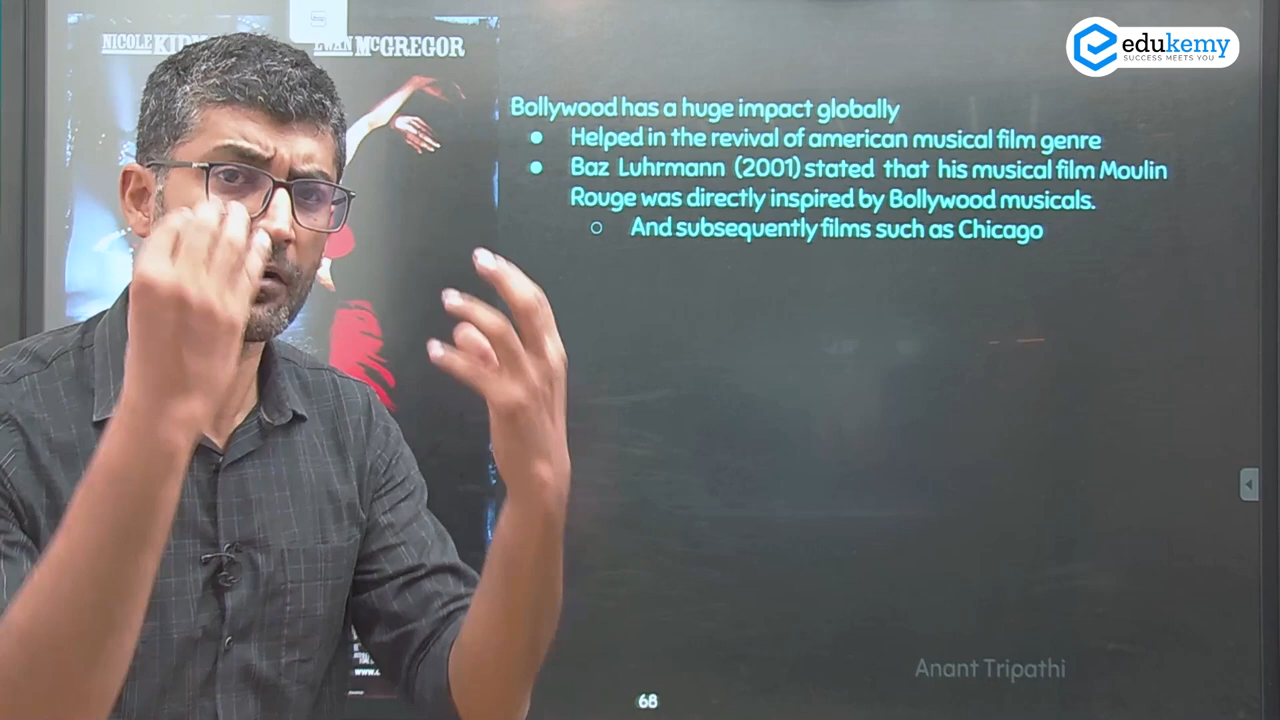 NICOLE
McGREGOR
edukemy
SUCCESS MEETS YOU
Bollywood has a huge impact globally
● Helped in the revival of american musical film genre
● Baz Luhrmann (2001) stated that his musical film Moulin
Rouge was directly inspired by Bollywood musicals.
○ And subsequently films such as Chicago
Anant Tripathi
68